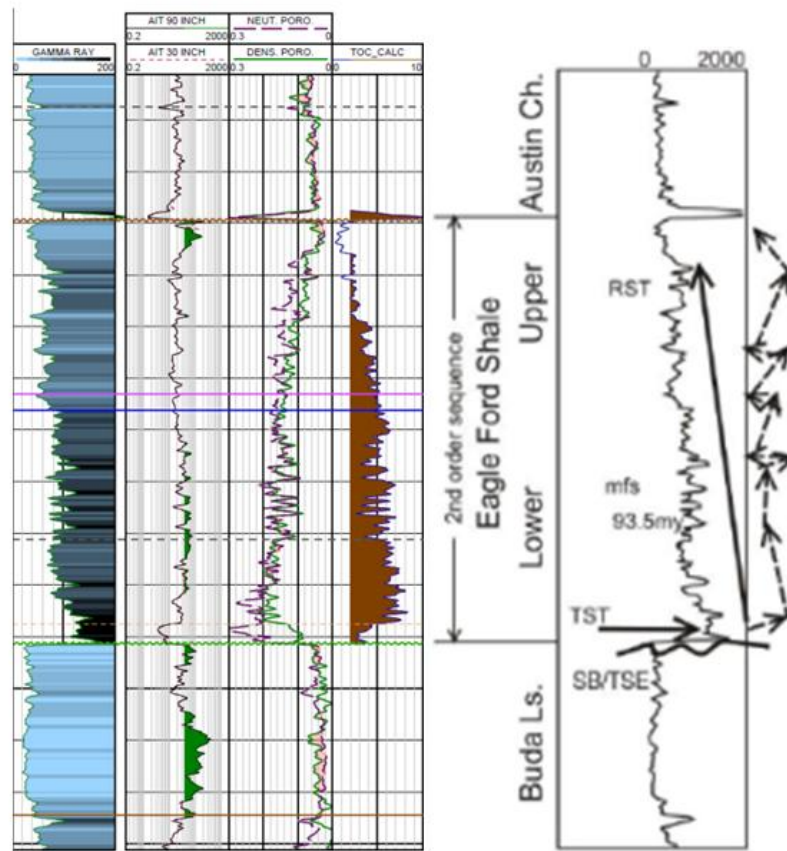 AIT 90 INCH NEUT. PORO.
0.2 2000 0.3 0
GAMMA RAY AIT 30 INCH DENS. PORO. TOC_CALC
0 200 0.2 2000 0.3 0 0 10
0 2000
Austin Ch.
Upper
Lower
Eagle Ford Shale
2nd order sequence
Buda Ls.
RST
mfs
93.5my
TST
SB/TSE